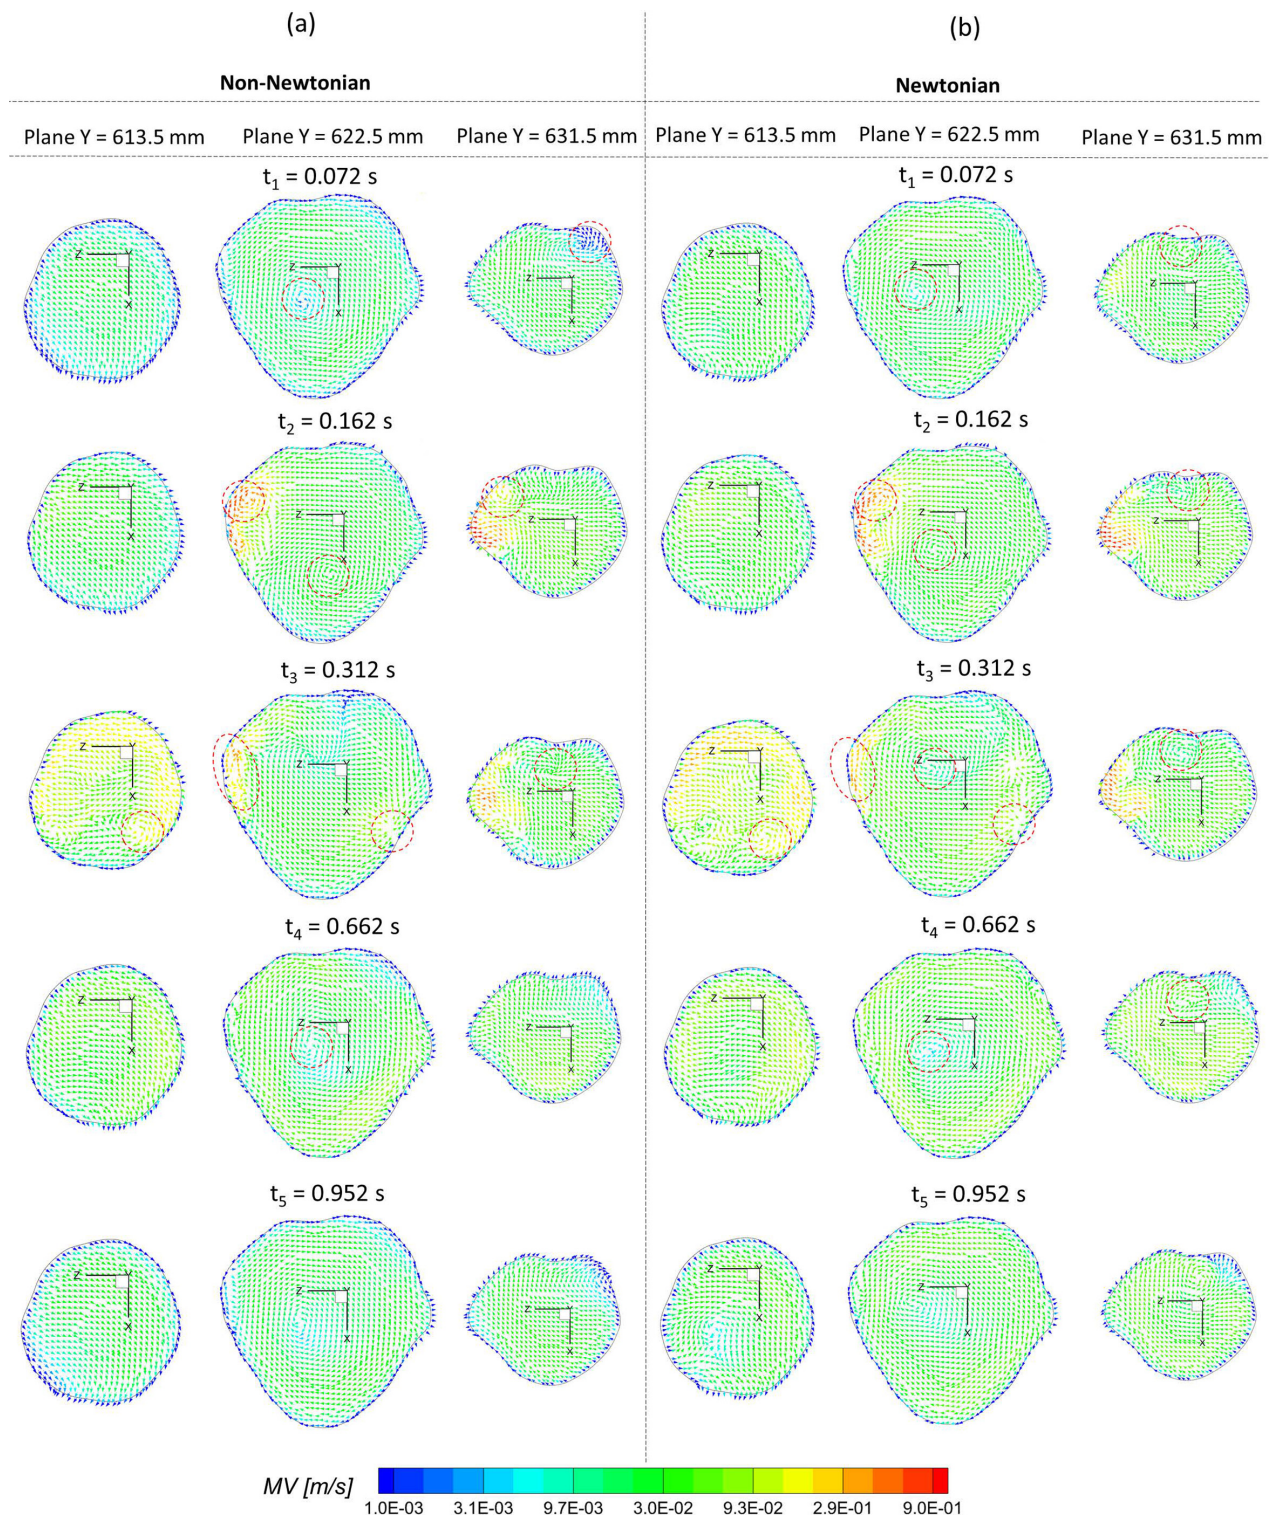 (a) (b)
Non-Newtonian Newtonian
Plane Y = 613.5 mm Plane Y = 622.5 mm Plane Y = 631.5 mm Plane Y = 613.5 mm Plane Y = 622.5 mm Plane Y = 631.5 mm
t1 = 0.072 s t1 = 0.072 s
Z Y X Z Y X Z Y X Z Y X Z Y X Z Y X
t2 = 0.162 s t2 = 0.162 s
Z Y X Z Y X Z Y X Z Y X Z Y X Z Y X
t3 = 0.312 s t3 = 0.312 s
Z Y X Z Y X Z Y X Z Y X Z Y X Z Y X
t4 = 0.662 s t4 = 0.662 s
Z Y X Z Y X Z Y X Z Y X Z Y X Z Y X
t5 = 0.952 s t5 = 0.952 s
Z Y X Z Y X Z Y X Z Y X Z Y X Z Y X
MV [m/s]
1.0E-03 3.1E-03 9.7E-03 3.0E-02 9.3E-02 2.9E-01 9.0E-01